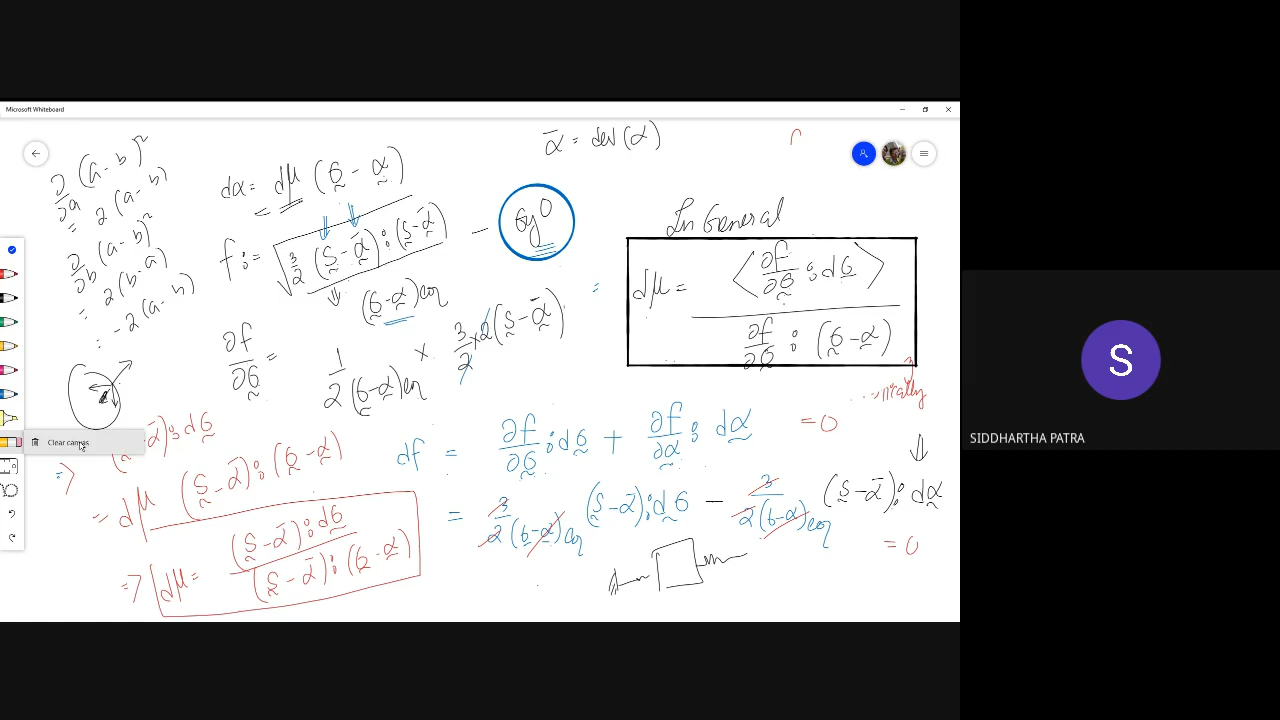 Microsoft Whiteboard
ᾱ = dev (α)
∂/∂a (a - b)²
= 2 (a - b)
∂/∂b (a - b)²
= 2 (b - a)
= -2 (a - b)
dα = dμ (σ - α)
f := √(3/2 (S - ᾱ) : (S - ᾱ)) - σy⁰
(σ - α)eq
∂f/∂σ = 1/2(σ - α)eq × 3/2 × 2 (S - ᾱ)
In General
dμ = < ∂f/∂σ : dσ > / ∂f/∂σ : (σ - α)
Clear canvas
df = ∂f/∂σ : dσ + ∂f/∂α : dα = 0
= 3/2(σ - α)eq (S - ᾱ) : dσ - 3/2(σ - α)eq (S - ᾱ) : dα
= 0
⇒ ᾱ) : dσ
= dμ (S - ᾱ) : (σ - α)
⇒ dμ = (S - ᾱ) : dσ / (S - ᾱ) : (σ - α)
S
SIDDHARTHA PATRA